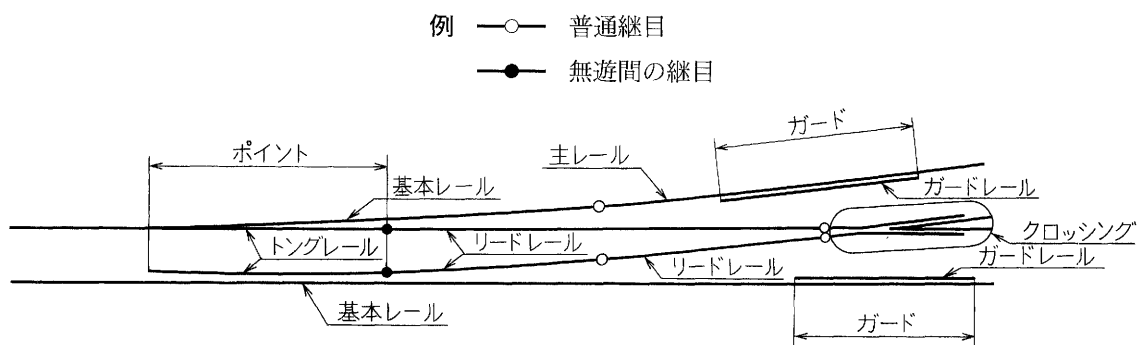 例 普通継目
無遊間の継目
ガード
ポイント
主レール
基本レール
ガードレール
トングレール
リードレール
クロッシング
リードレール
ガードレール
基本レール
ガード